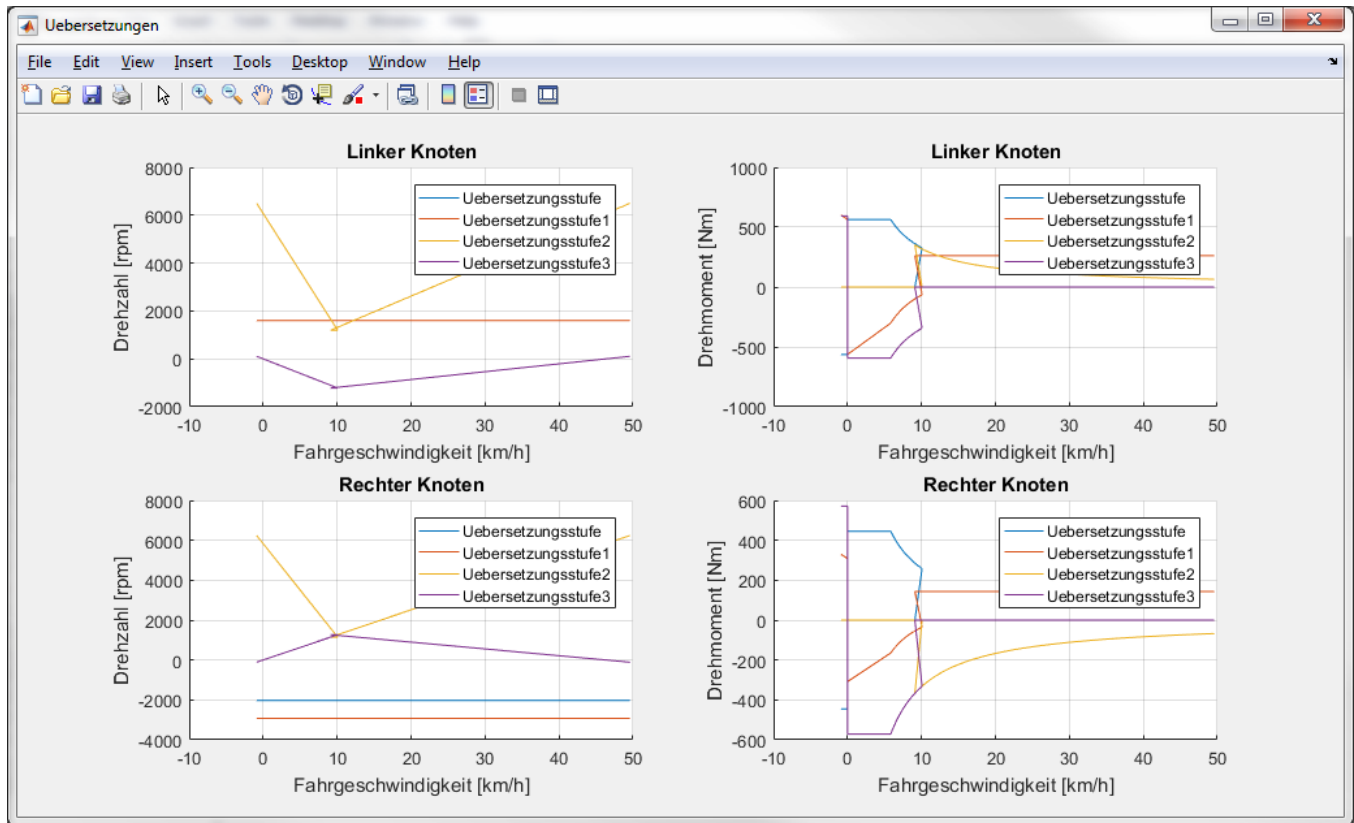 Uebersetzungen
File Edit View Insert Tools Desktop Window Help
Linker Knoten
8000
6000
4000
2000
0
-2000
Drehzahl [rpm]
-10 0 10 20 30 40 50
Fahrgeschwindigkeit [km/h]
Uebersetzungsstufe
Uebersetzungsstufe1
Uebersetzungsstufe2
Uebersetzungsstufe3
Linker Knoten
1000
500
0
-500
-1000
Drehmoment [Nm]
-10 0 10 20 30 40 50
Fahrgeschwindigkeit [km/h]
Uebersetzungsstufe
Uebersetzungsstufe1
Uebersetzungsstufe2
Uebersetzungsstufe3
Rechter Knoten
8000
6000
4000
2000
0
-2000
-4000
Drehzahl [rpm]
-10 0 10 20 30 40 50
Fahrgeschwindigkeit [km/h]
Uebersetzungsstufe
Uebersetzungsstufe1
Uebersetzungsstufe2
Uebersetzungsstufe3
Rechter Knoten
600
400
200
0
-200
-400
-600
Drehmoment [Nm]
-10 0 10 20 30 40 50
Fahrgeschwindigkeit [km/h]
Uebersetzungsstufe
Uebersetzungsstufe1
Uebersetzungsstufe2
Uebersetzungsstufe3